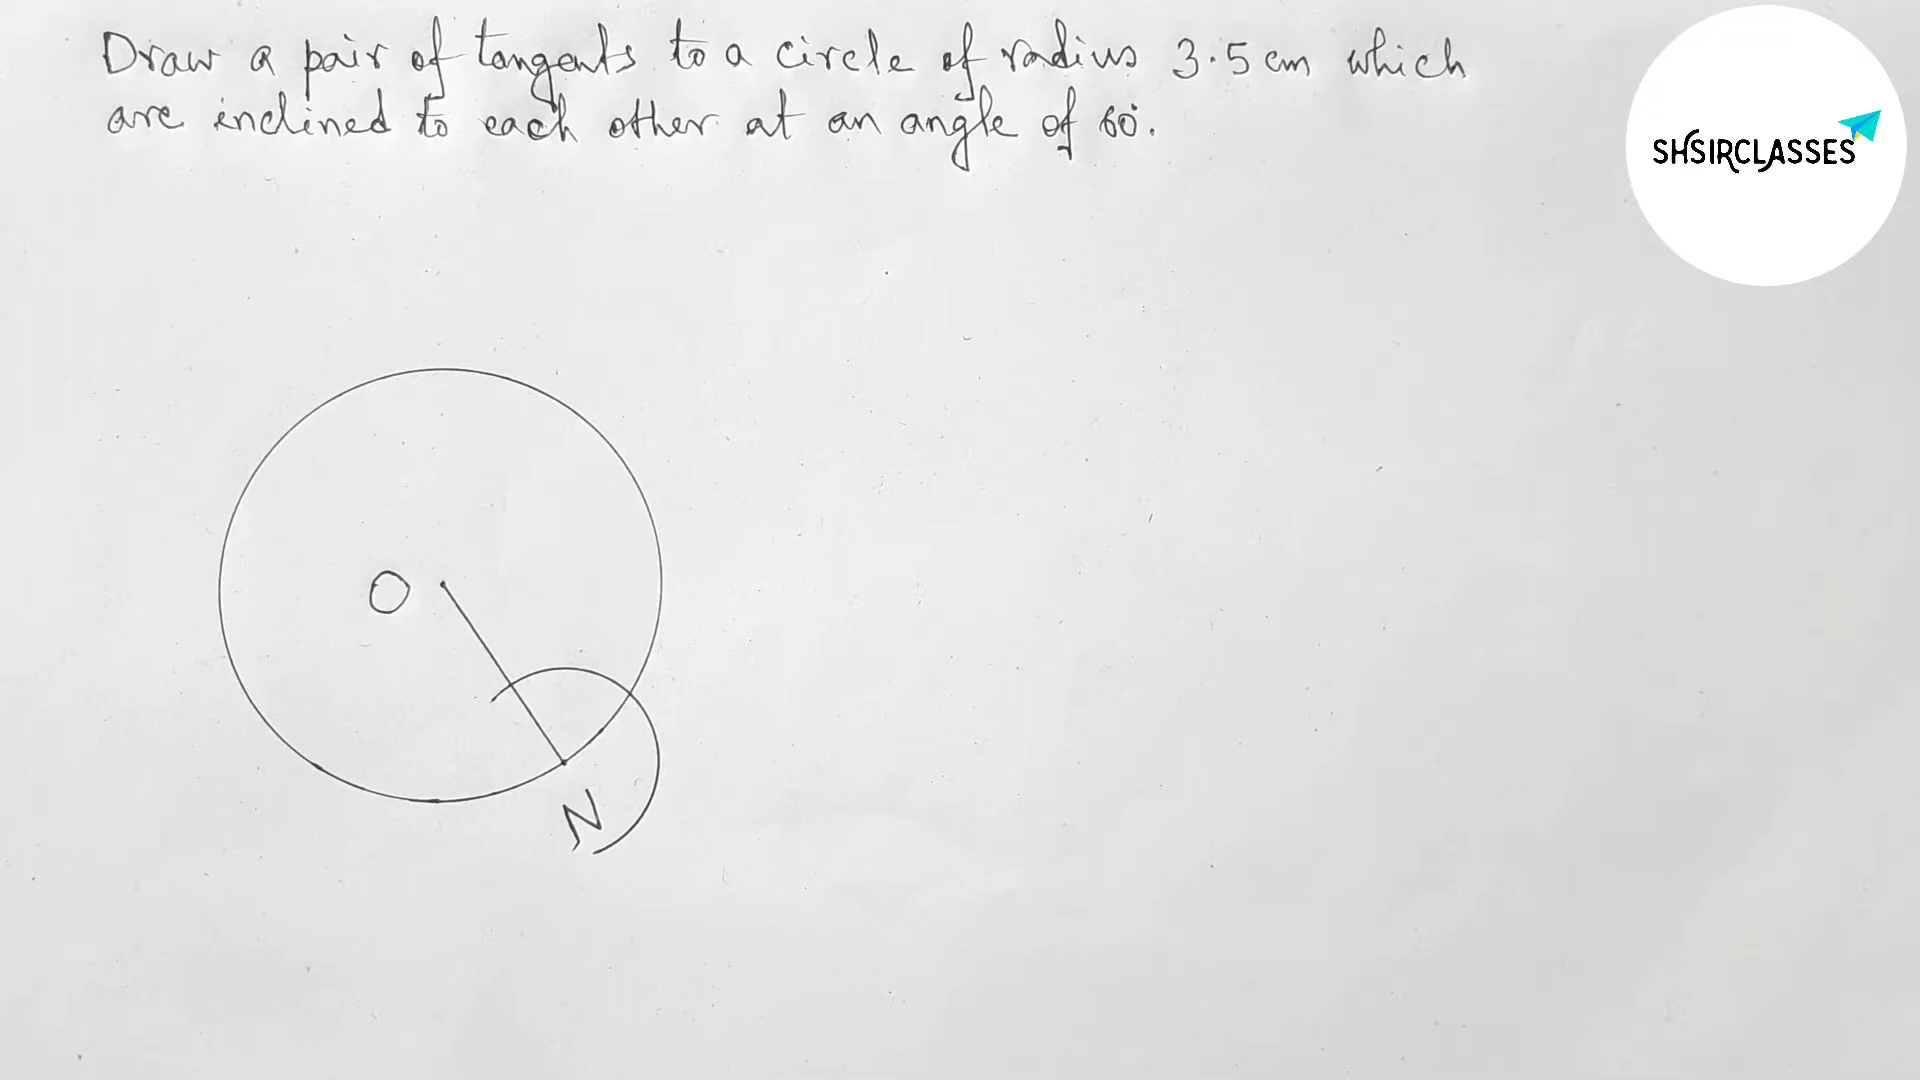 Draw a pair of tangents to a circle of radius 3.5 cm which
are inclined to each other at an angle of 60°.
SHSIRCLASSES
O
N